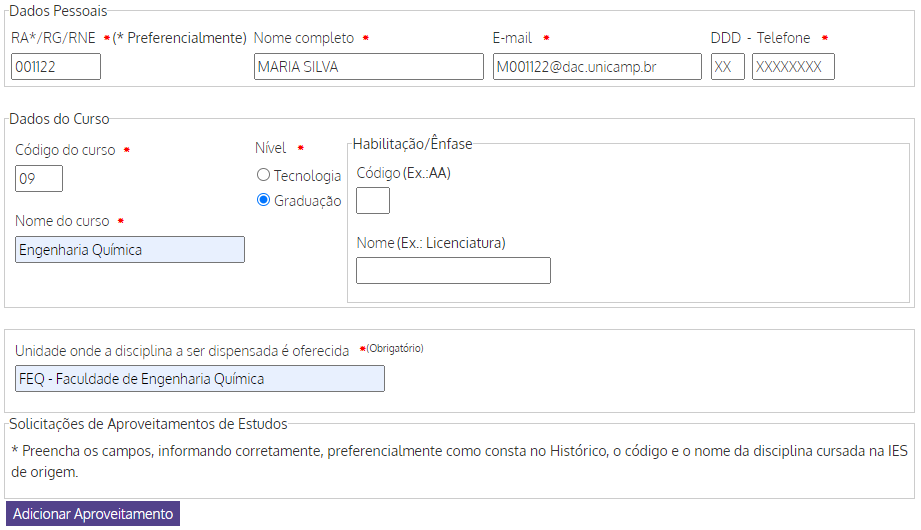 Dados Pessoais
RA*/RG/RNE * (* Preferencialmente) Nome completo * E-mail * DDD - Telefone *
001122 MARIA SILVA M001122@dac.unicamp.br XX XXXXXXXX
Dados do Curso
Código do curso * Nível * Habilitação/Ênfase
09 Tecnologia Código (Ex.:AA)
Graduação
Nome do curso *
Engenharia Química Nome (Ex.: Licenciatura)
Unidade onde a disciplina a ser dispensada é oferecida *(Obrigatório)
FEQ - Faculdade de Engenharia Química
Solicitações de Aproveitamentos de Estudos
* Preencha os campos, informando corretamente, preferencialmente como consta no Histórico, o código e o nome da disciplina cursada na IES
de origem.
Adicionar Aproveitamento